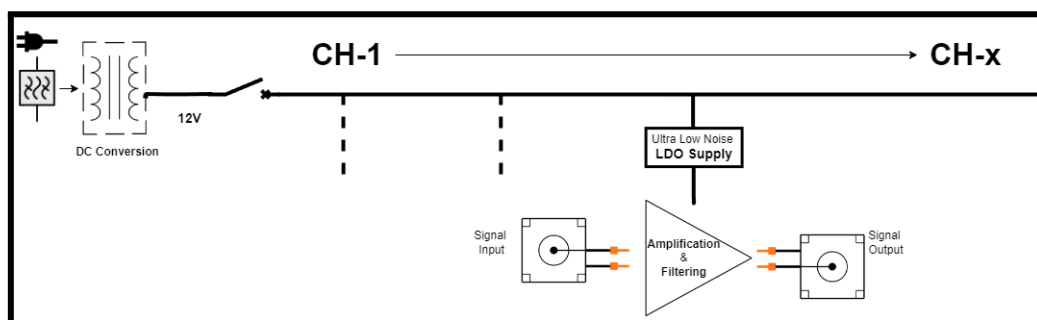 CH-1
CH-x
12V
DC Conversion
Ultra Low Noise
LDO Supply
Signal
Input
Amplification
&
Filtering
Signal
Output